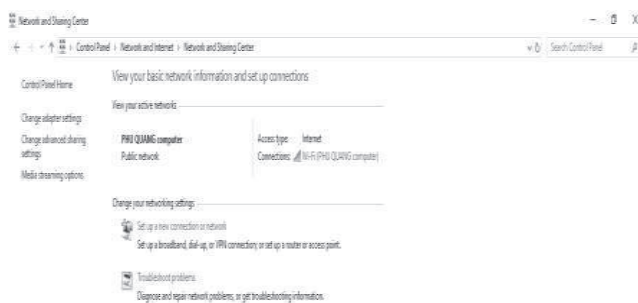 Network and Sharing Center
Control Panel › Network and Internet › Network and Sharing Center
Search Control Panel
Control Panel Home
Change adapter settings
Change advanced sharing
settings
Media streaming options
View your basic network information and set up connections
View your active networks
PHU QUANG computer
Public network
Access type: Internet
Connections: Wi-Fi (PHU QUANG computer)
Change your networking settings
Set up a new connection or network
Set up a broadband, dial-up, or VPN connection; or set up a router or access point.
Troubleshoot problems
Diagnose and repair network problems, or get troubleshooting information.